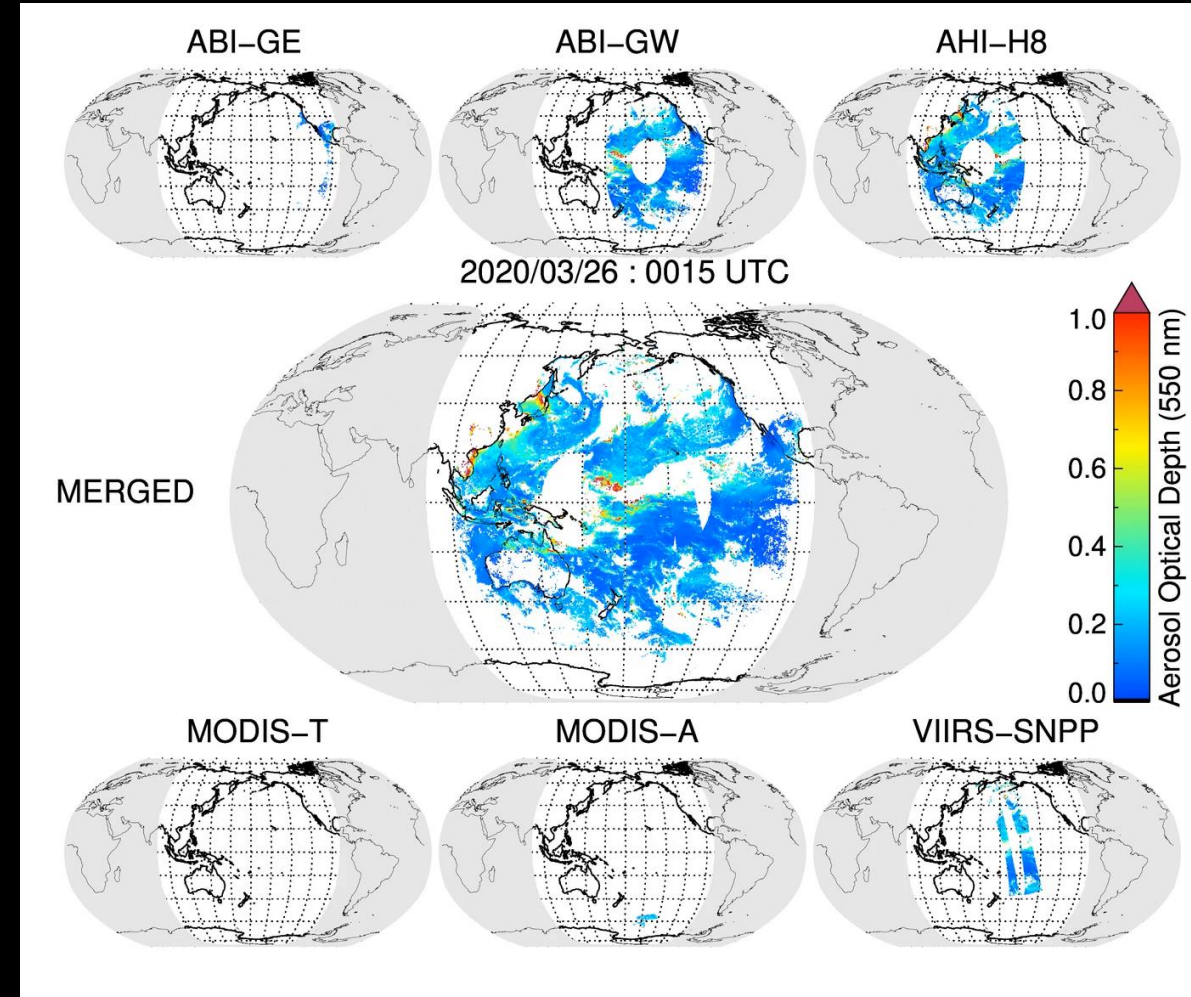 ABI–GE
ABI–GW
AHI–H8
2020/03/26 : 0015 UTC
MERGED
1.0
0.8
0.6
0.4
0.2
0.0
Aerosol Optical Depth (550 nm)
MODIS–T
MODIS–A
VIIRS–SNPP